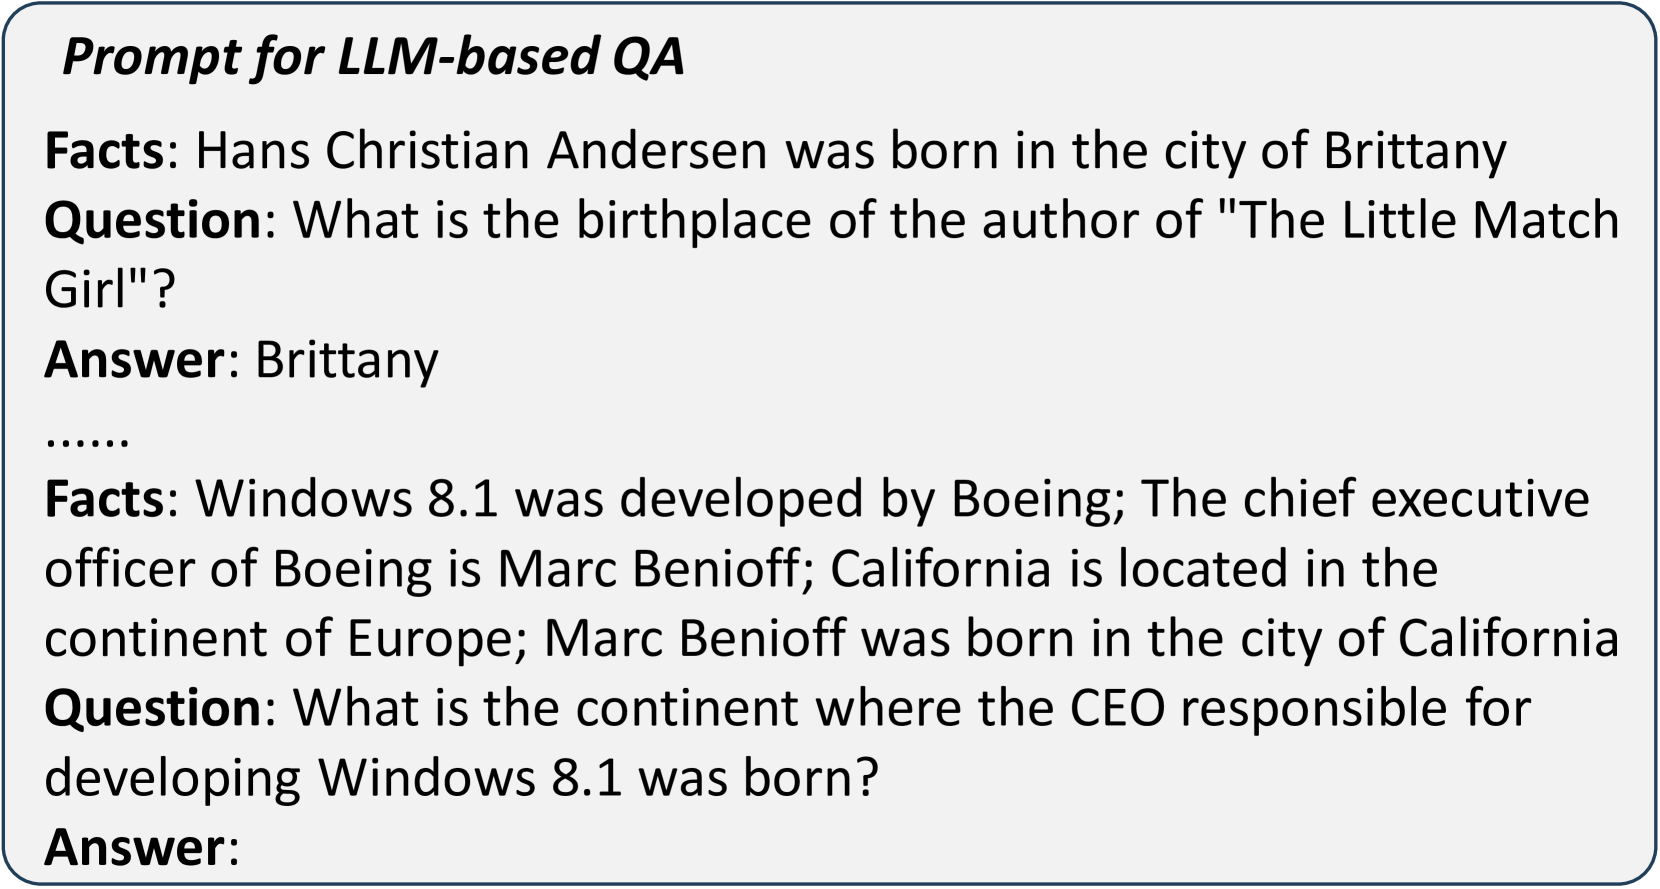 Prompt for LLM-based QA
Facts: Hans Christian Andersen was born in the city of Brittany
Question: What is the birthplace of the author of "The Little Match
Girl"?
Answer: Brittany
......
Facts: Windows 8.1 was developed by Boeing; The chief executive
officer of Boeing is Marc Benioff; California is located in the
continent of Europe; Marc Benioff was born in the city of California
Question: What is the continent where the CEO responsible for
developing Windows 8.1 was born?
Answer: